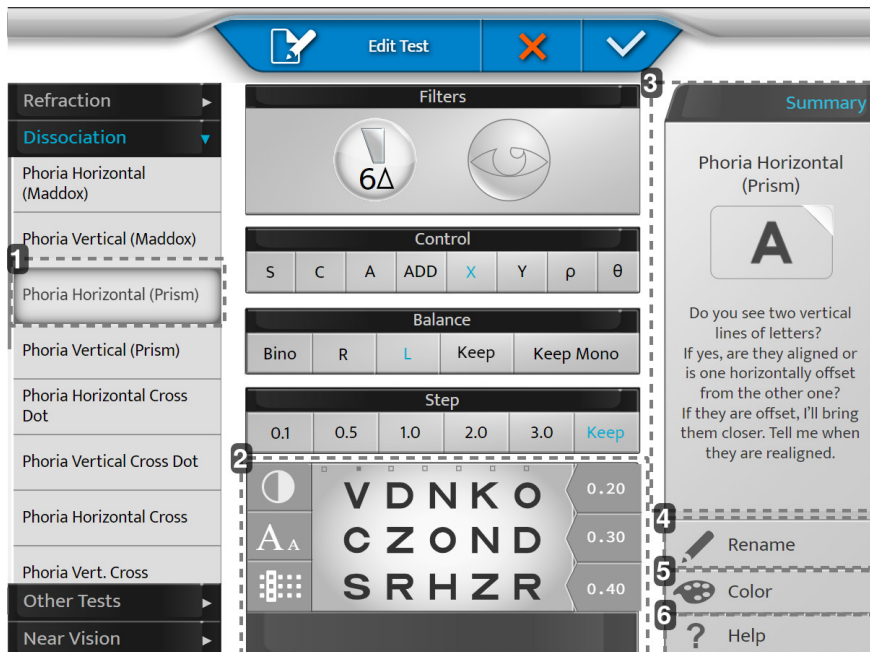 Edit Test
Refraction
Dissociation
Phoria Horizontal
(Maddox)
Phoria Vertical (Maddox)
1
Phoria Horizontal (Prism)
Phoria Vertical (Prism)
Phoria Horizontal Cross
Dot
Phoria Vertical Cross Dot
Phoria Horizontal Cross
Phoria Vert. Cross
Other Tests
Near Vision
Filters
6Δ
Control
S C A ADD X Y ρ θ
Balance
Bino R L Keep Keep Mono
Step
0.1 0.5 1.0 2.0 3.0 Keep
2
V D N K O 0.20
A A C Z O N D 0.30
S R H Z R 0.40
3
Summary
Phoria Horizontal
(Prism)
A
Do you see two vertical
lines of letters?
If yes, are they aligned or
is one horizontally offset
from the other one?
If they are offset, I'll bring
them closer. Tell me when
they are realigned.
4
Rename
5
Color
6
? Help